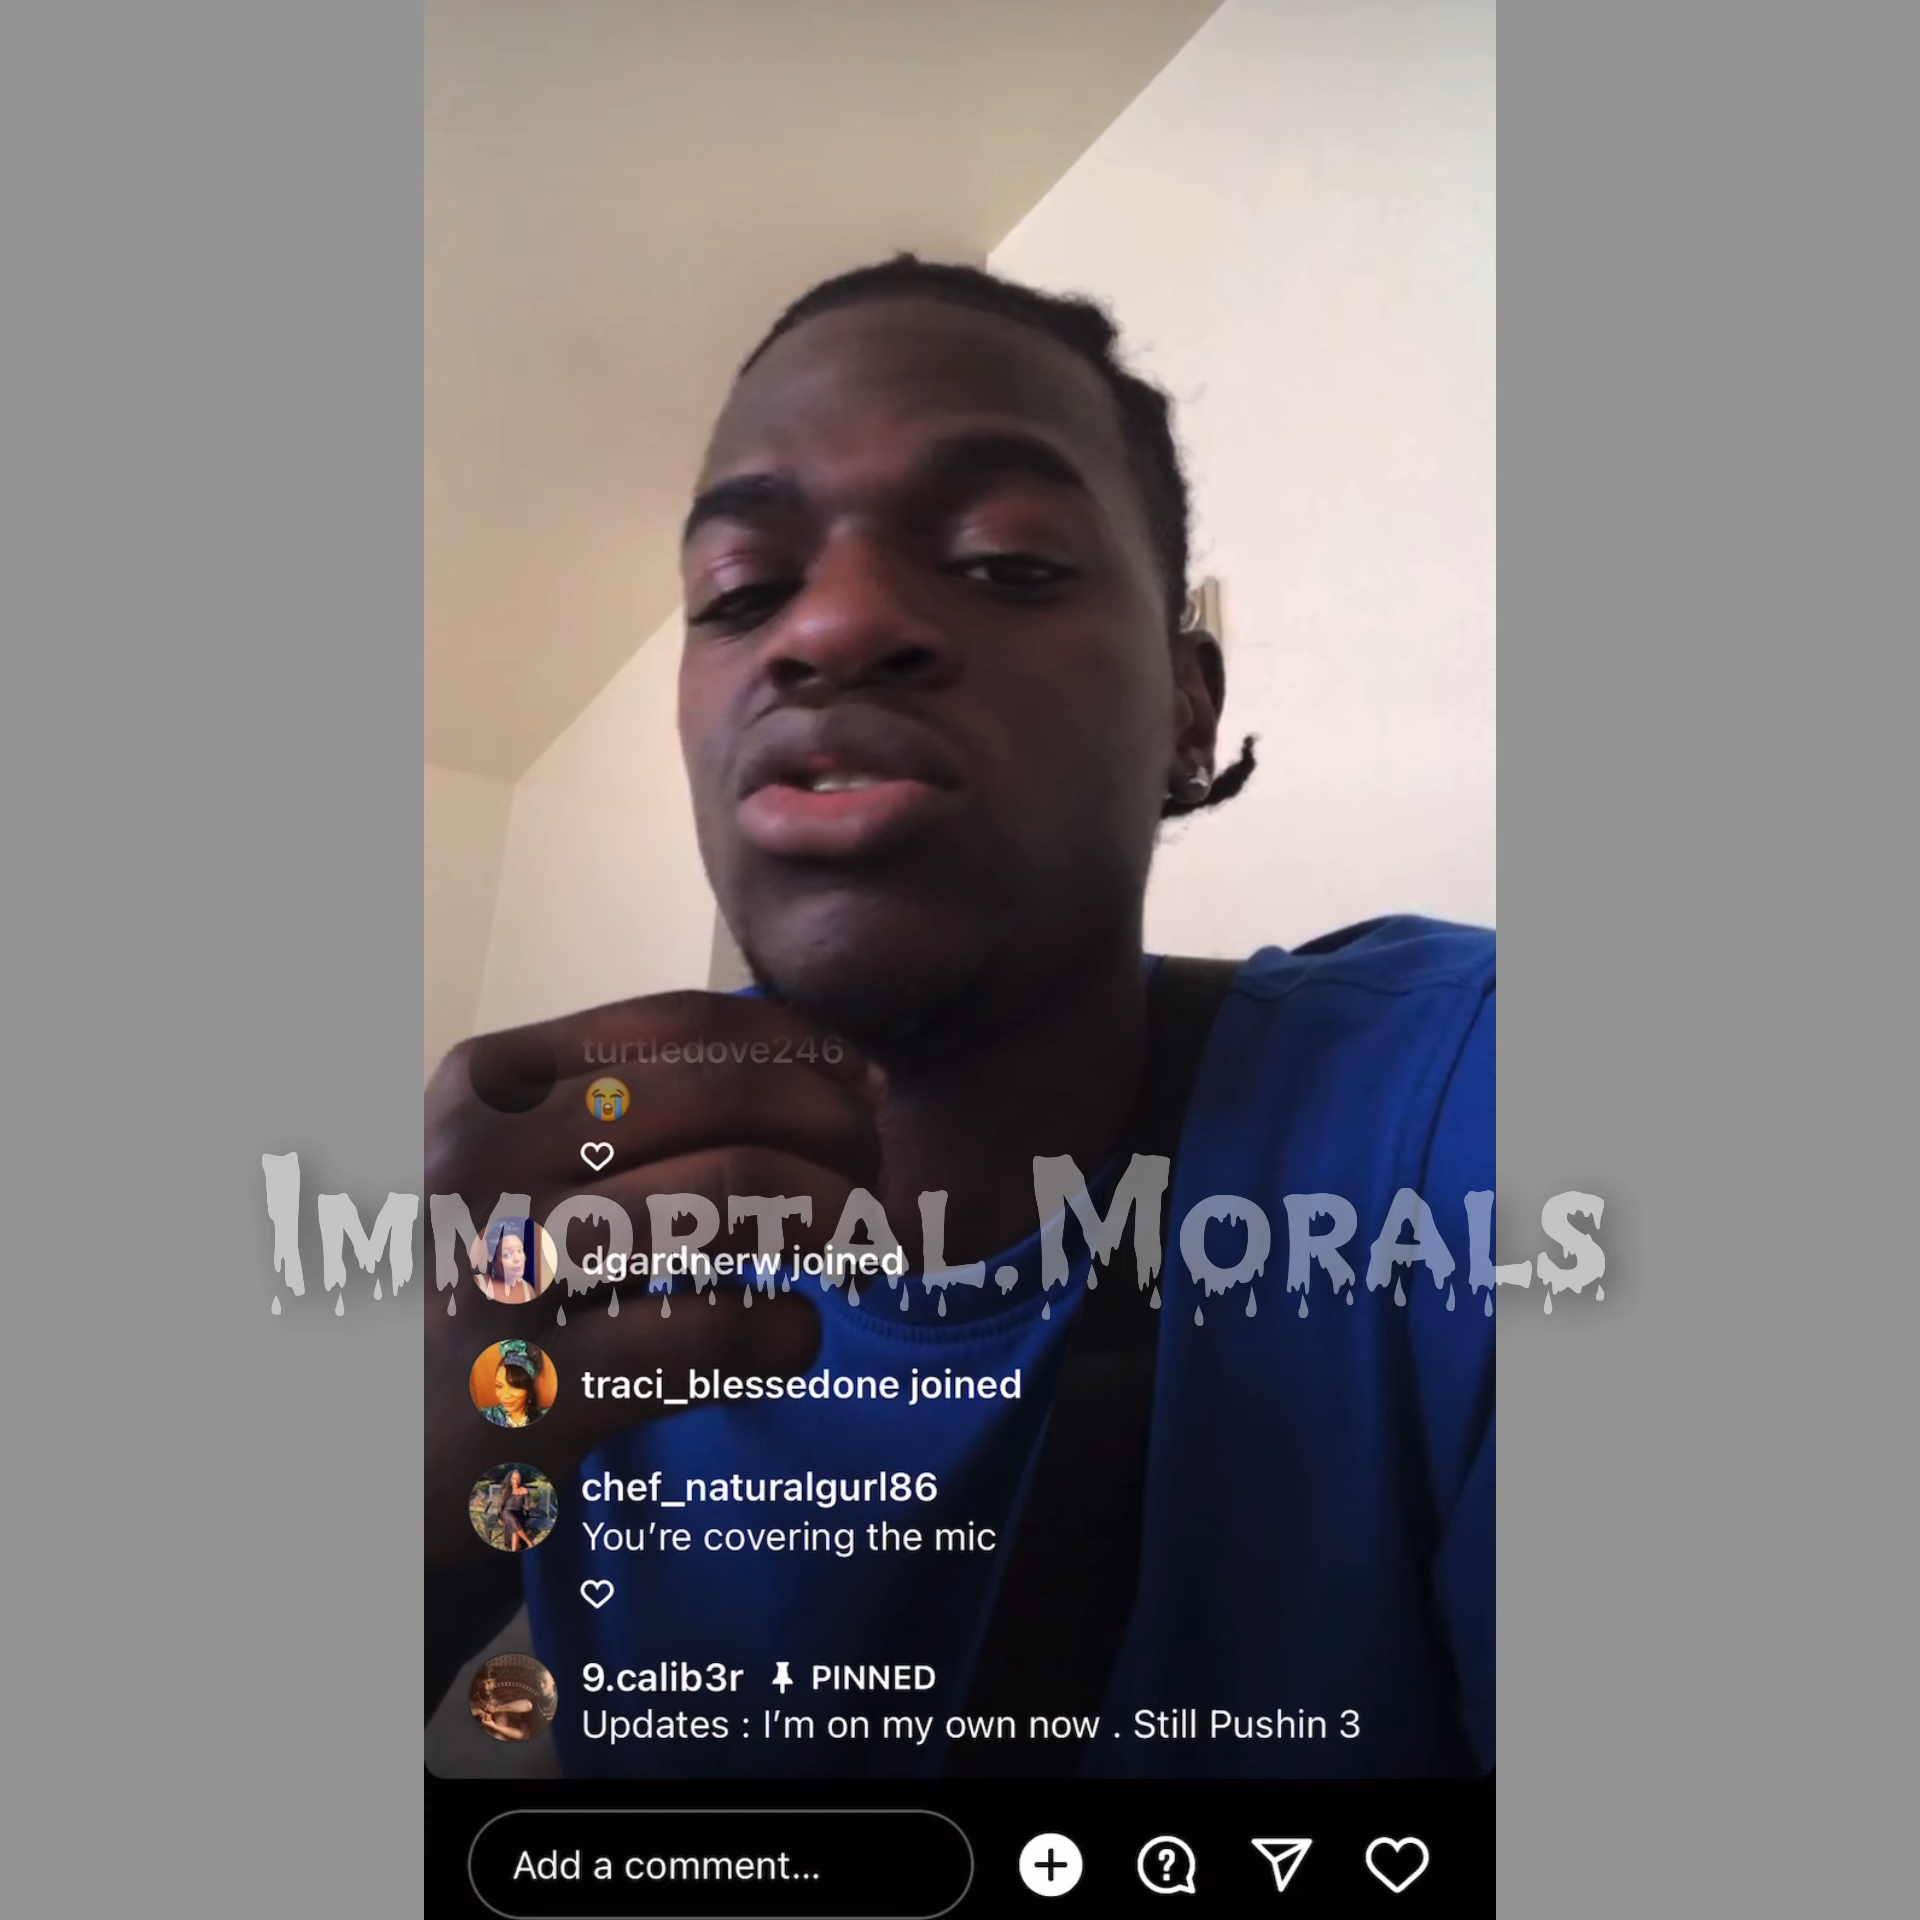 turtledove246
😭
Immortal.Morals
dgardnerw joined
traci_blessedone joined
chef_naturalgurl86
You're covering the mic
9.calib3r PINNED
Updates : I'm on my own now . Still Pushin 3
Add a comment...